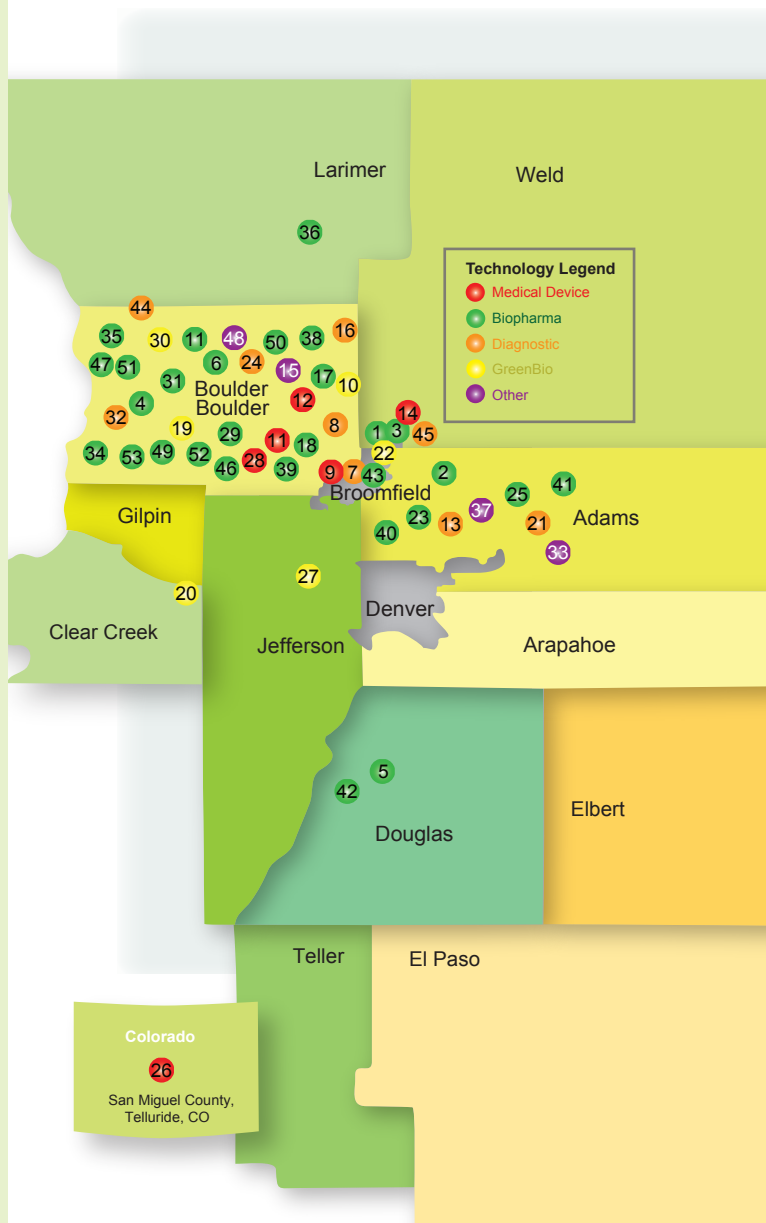 Larimer
Weld
36
Technology Legend
Medical Device
Biopharma
Diagnostic
GreenBio
Other
44
35
30
11
48
50
38
16
47
51
6
24
15
17
10
31
Boulder
Boulder
12
4
32
19
29
11
8
18
14
1
3
45
22
34
53
49
52
46
28
39
9
7
43
2
Broomfield
25
41
Gilpin
40
23
13
37
21
Adams
33
27
20
Denver
Clear Creek
Jefferson
Arapahoe
5
42
Douglas
Elbert
Teller
El Paso
Colorado
26
San Miguel County,
Telluride, CO